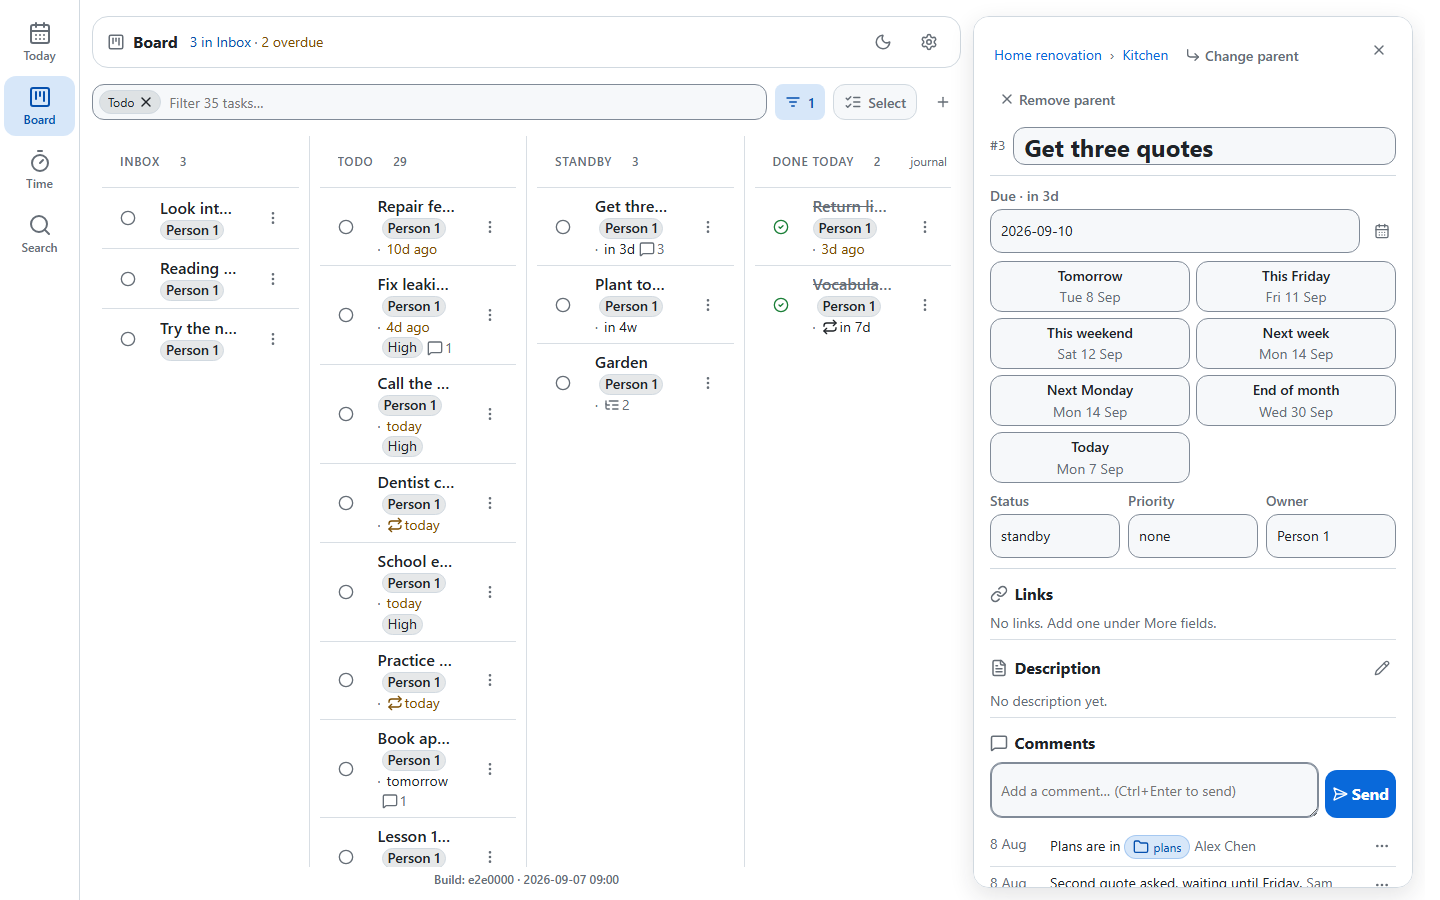 Today
Board
Time
Search
Board 3 in Inbox · 2 overdue
Todo
Filter 35 tasks...
1
Select
INBOX 3
Look int...
Person 1
Reading ...
Person 1
Try the n...
Person 1
TODO 29
Repair fe...
Person 1
· 10d ago
Fix leaki...
Person 1
· 4d ago
High 1
Call the ...
Person 1
· today
High
Dentist c...
Person 1
· today
School e...
Person 1
· today
High
Practice ...
Person 1
· today
Book ap...
Person 1
· tomorrow
1
Lesson 1...
Person 1
STANDBY 3
Get thre...
Person 1
· in 3d 3
Plant to...
Person 1
· in 4w
Garden
Person 1
· 2
DONE TODAY 2 journal
Return li...
Person 1
· 3d ago
Vocabula...
Person 1
· in 7d
Build: e2e0000 · 2026-09-07 09:00
Home renovation › Kitchen Change parent
Remove parent
#3 Get three quotes
Due · in 3d
2026-09-10
Tomorrow
Tue 8 Sep
This Friday
Fri 11 Sep
This weekend
Sat 12 Sep
Next week
Mon 14 Sep
Next Monday
Mon 14 Sep
End of month
Wed 30 Sep
Today
Mon 7 Sep
Status Priority Owner
standby none Person 1
Links
No links. Add one under More fields.
Description
No description yet.
Comments
Add a comment... (Ctrl+Enter to send)
Send
8 Aug Plans are in plans Alex Chen
8 Aug Second quote asked, waiting until Friday. Sam